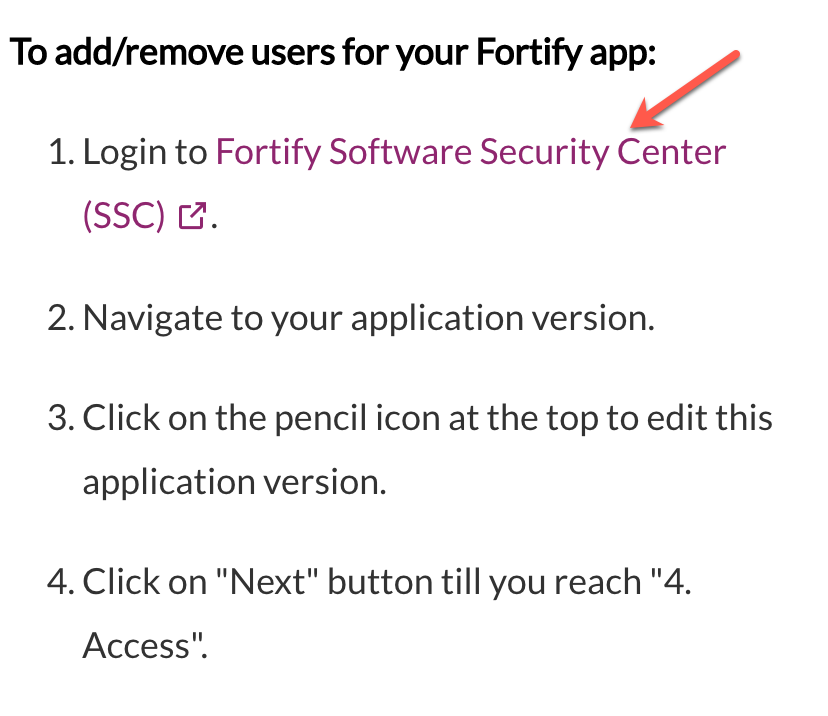 To add/remove users for your Fortify app:
1. Login to Fortify Software Security Center
(SSC).
2. Navigate to your application version.
3. Click on the pencil icon at the top to edit this
application version.
4. Click on "Next" button till you reach "4.
Access".